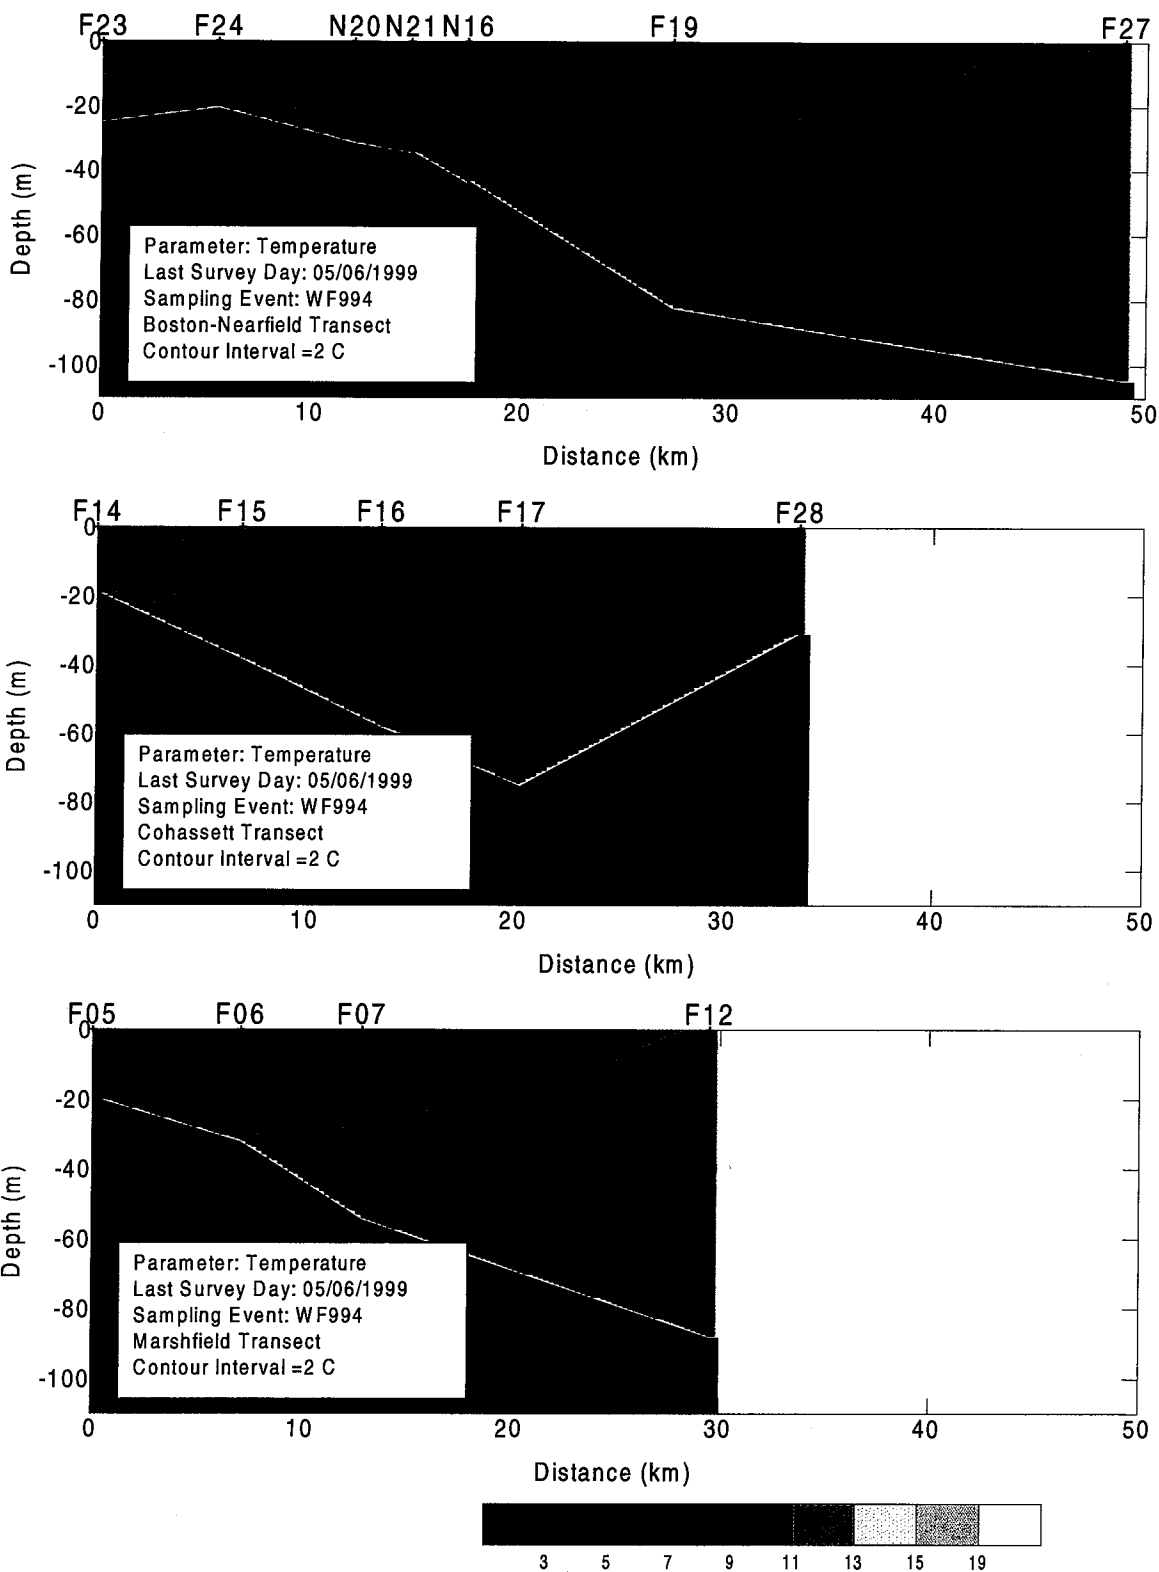 F23 F24 N20 N21 N16 F19 F27
0
-20
-40
-60
-80
-100
Depth (m)
Parameter: Temperature
Last Survey Day: 05/06/1999
Sampling Event: WF994
Boston-Nearfield Transect
Contour Interval =2 C
0 10 20 30 40 50
Distance (km)
F14 F15 F16 F17 F28
0
-20
-40
-60
-80
-100
Depth (m)
Parameter: Temperature
Last Survey Day: 05/06/1999
Sampling Event: WF994
Cohassett Transect
Contour Interval =2 C
0 10 20 30 40 50
Distance (km)
F05 F06 F07 F12
0
-20
-40
-60
-80
-100
Depth (m)
Parameter: Temperature
Last Survey Day: 05/06/1999
Sampling Event: WF994
Marshfield Transect
Contour Interval =2 C
0 10 20 30 40 50
Distance (km)
3 5 7 9 11 13 15 19